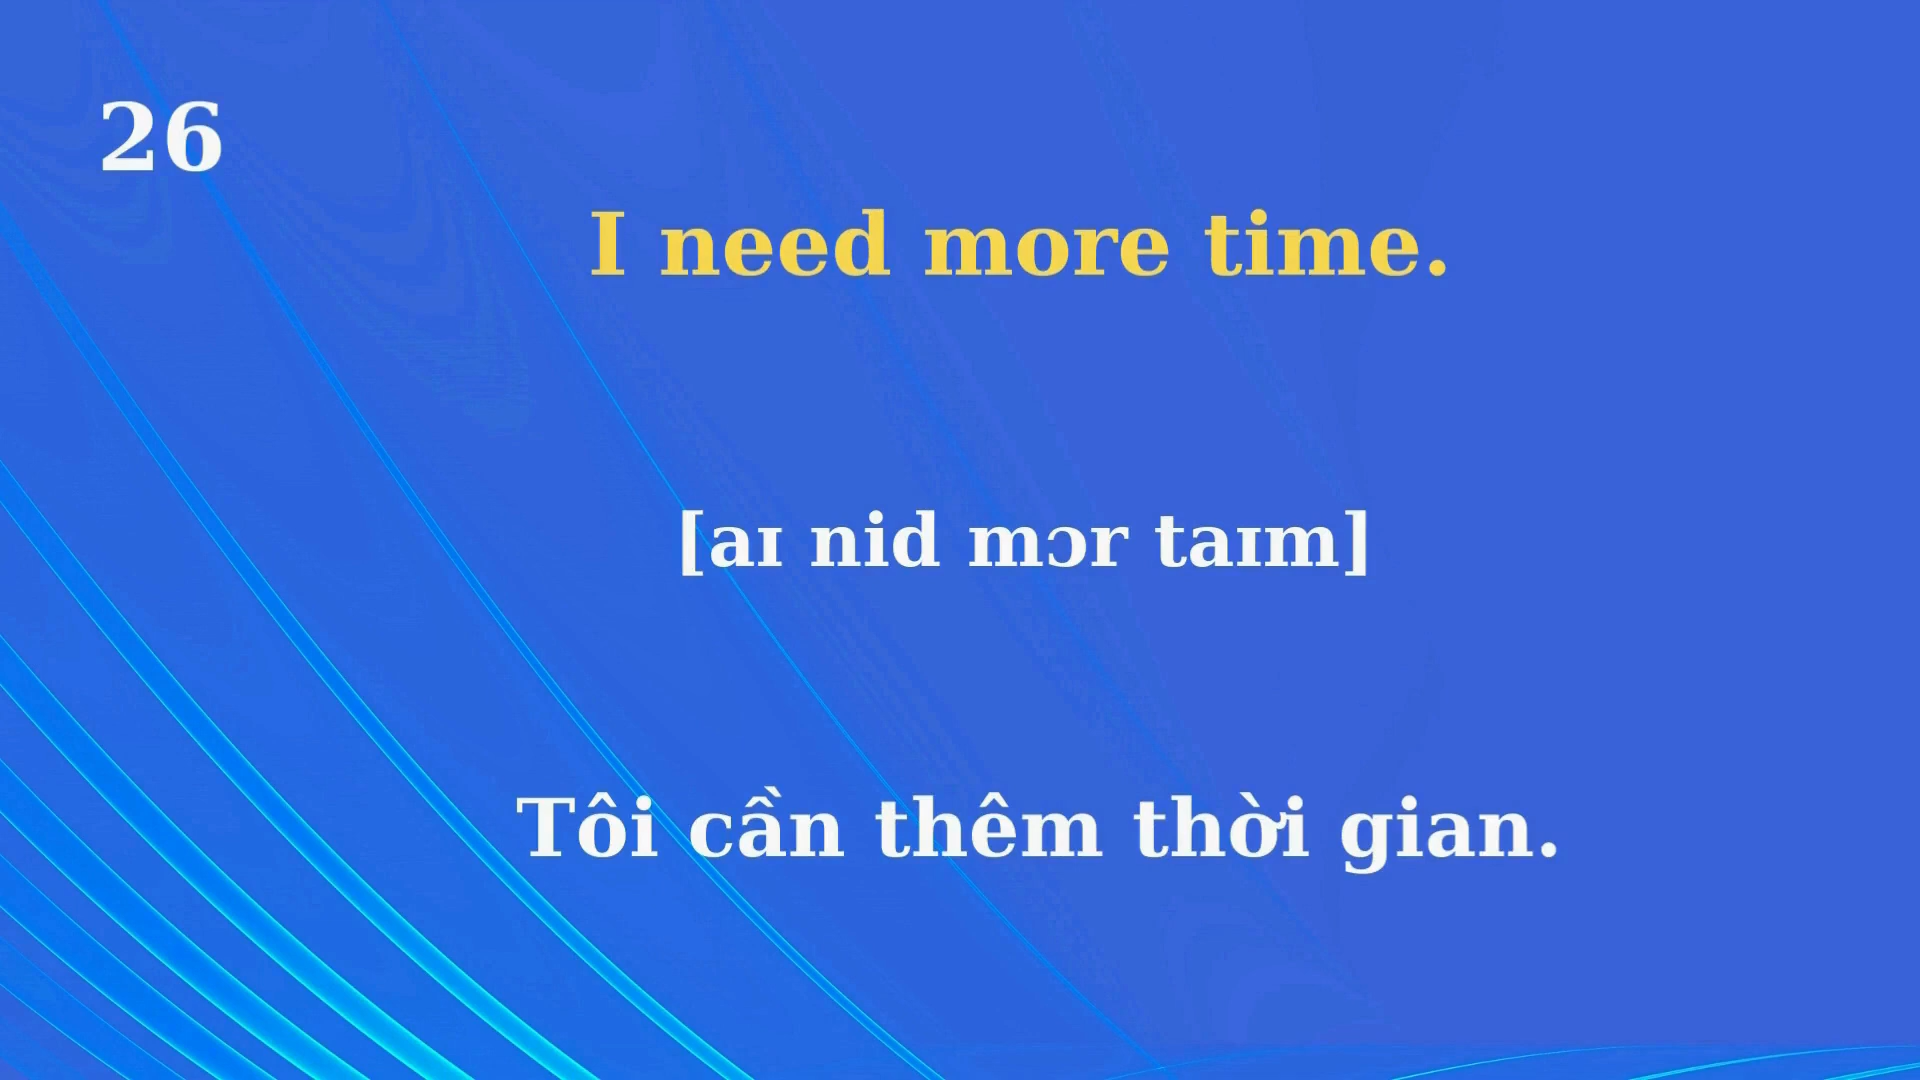 26
I need more time.
[aɪ nid mɔr taɪm]
Tôi cần thêm thời gian.